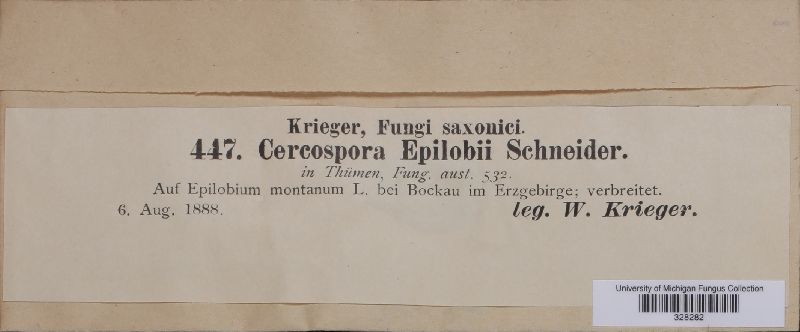 Krieger, Fungi saxonici.
447. Cercospora Epilobii Schneider.
in Thümen, Fung. aust. 532.
Auf Epilobium montanum L. bei Bockau im Erzgebirge; verbreitet.
6. Aug. 1888.
leg. W. Krieger.
University of Michigan Fungus Collection
328282